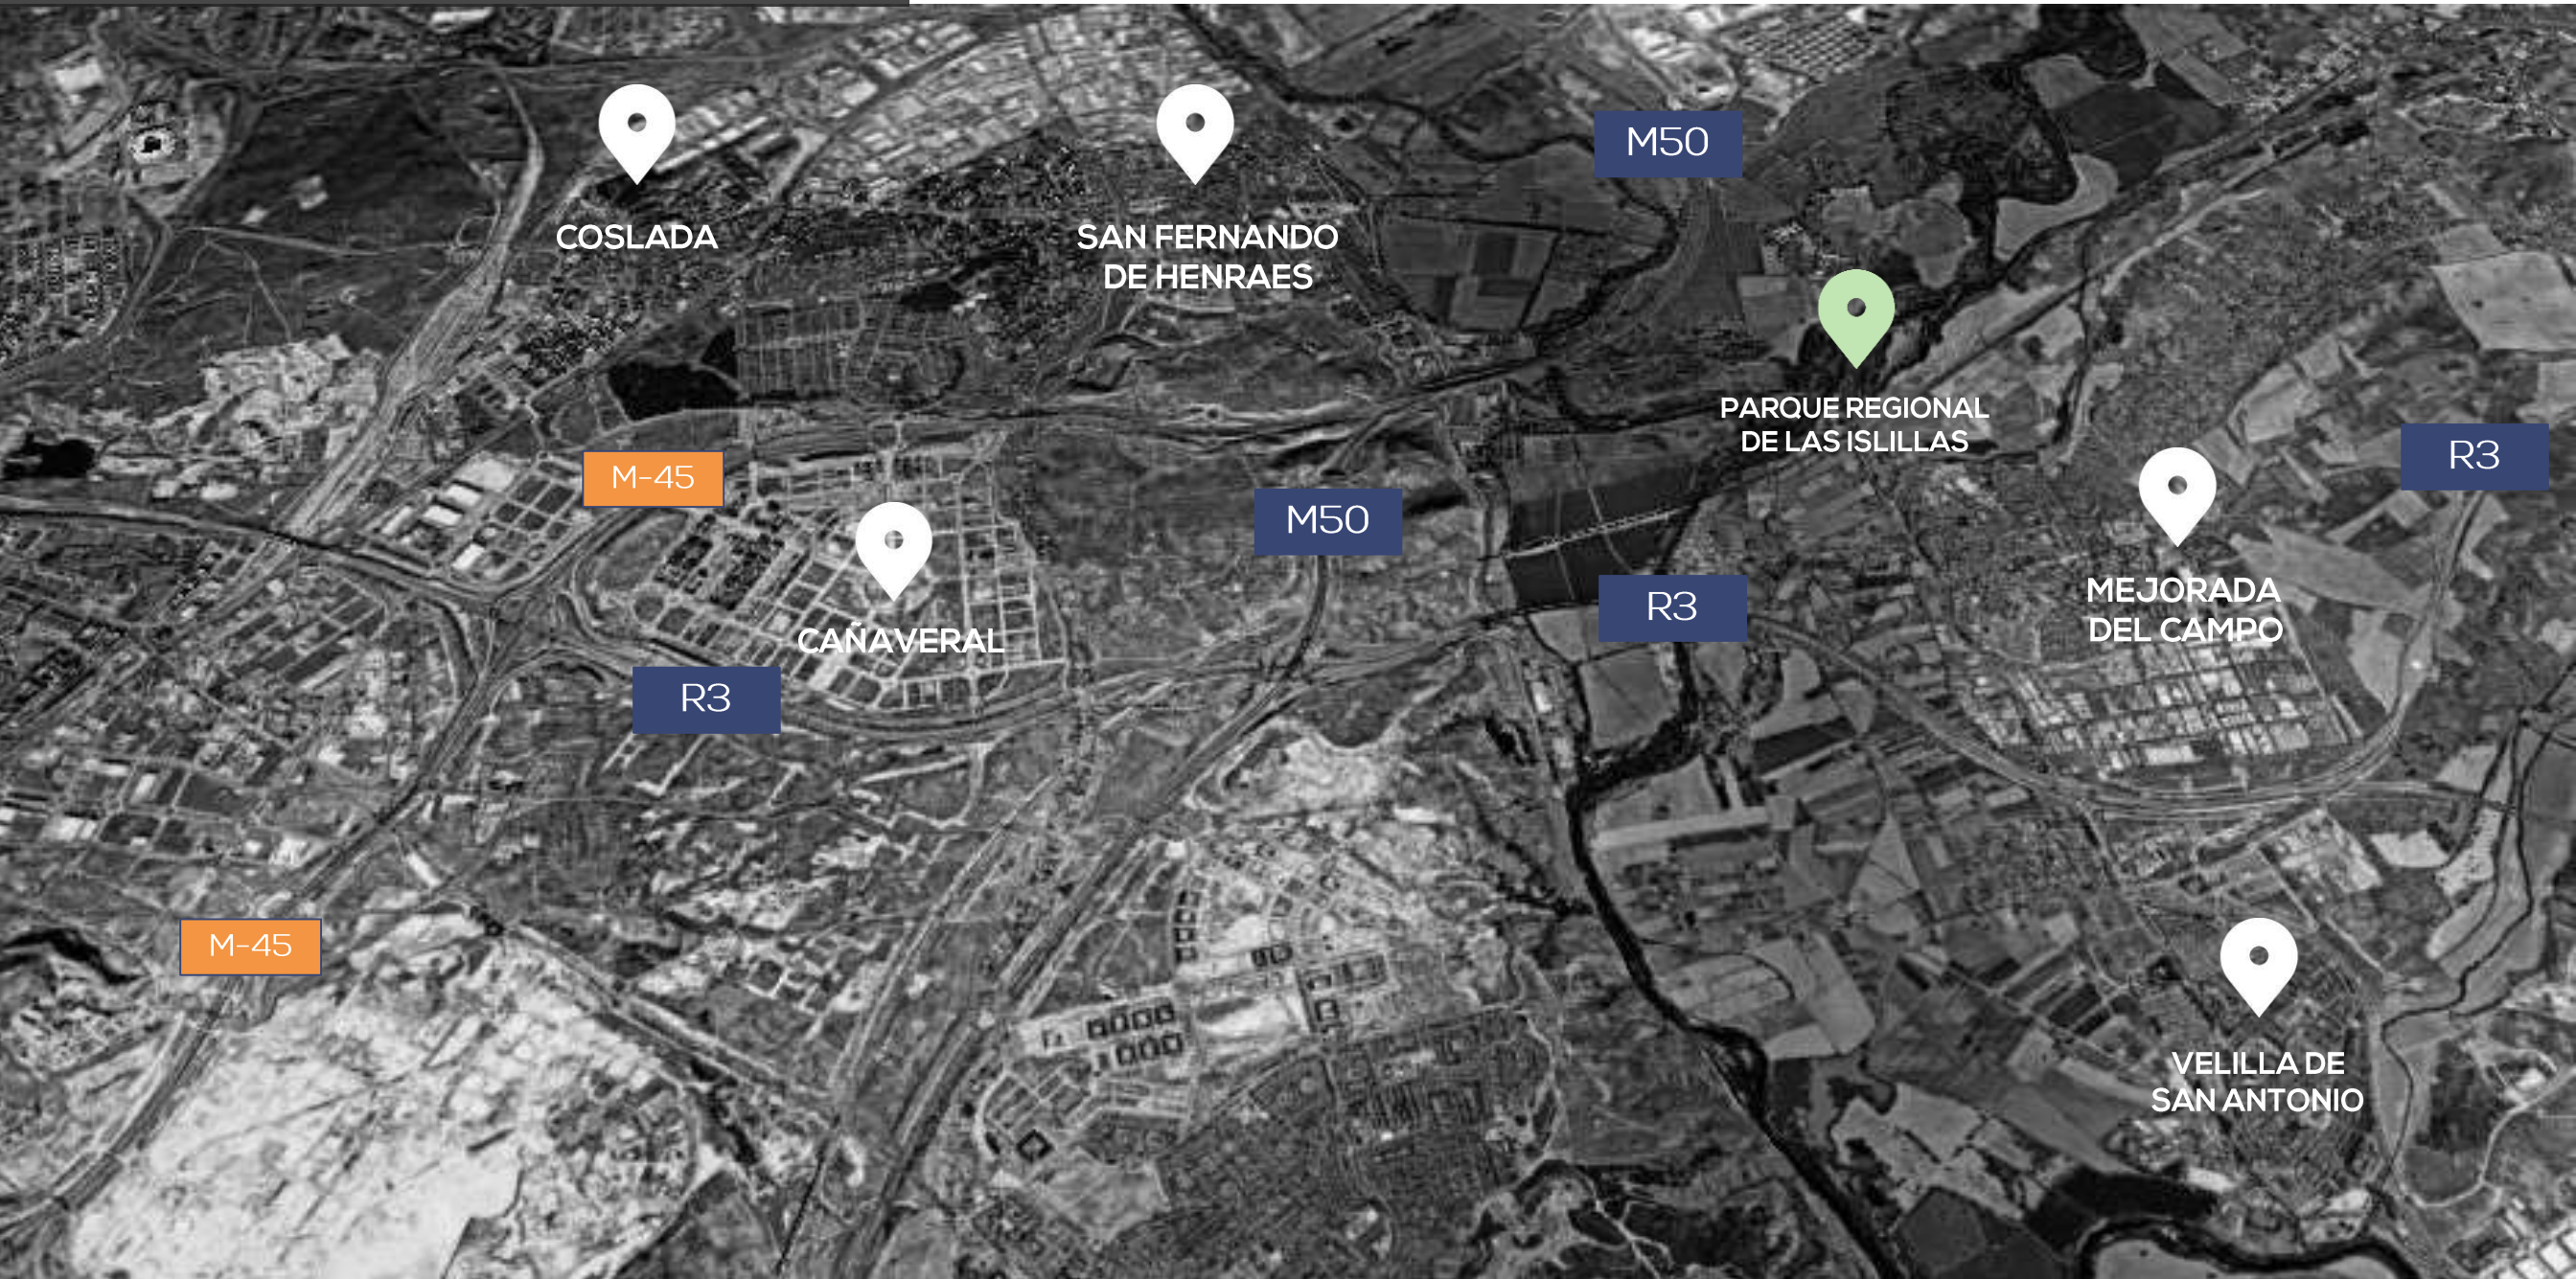 M50
COSLADA
SAN FERNANDO
DE HENRAES
PARQUE REGIONAL
DE LAS ISLILLAS
R3
M-45
M50
MEJORADA
DEL CAMPO
R3
CAÑAVERAL
R3
M-45
VELILLA DE
SAN ANTONIO